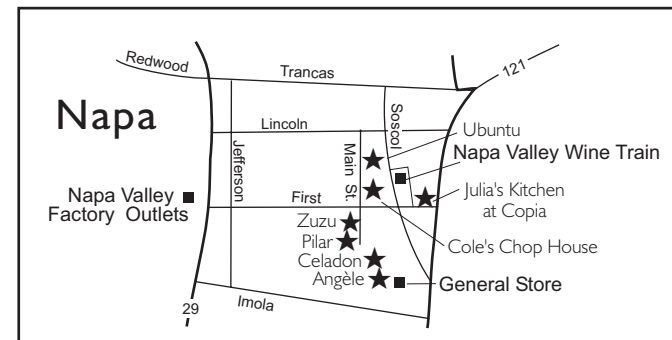 Redwood
Trancas
121
Napa
Lincoln
Soscol
Ubuntu
Napa Valley Wine Train
Jefferson
Main St.
Napa Valley
Factory Outlets
First
Julia's Kitchen
at Copia
Zuzu
Pilar
Cole's Chop House
Celadon
Angèle
General Store
Imola
29